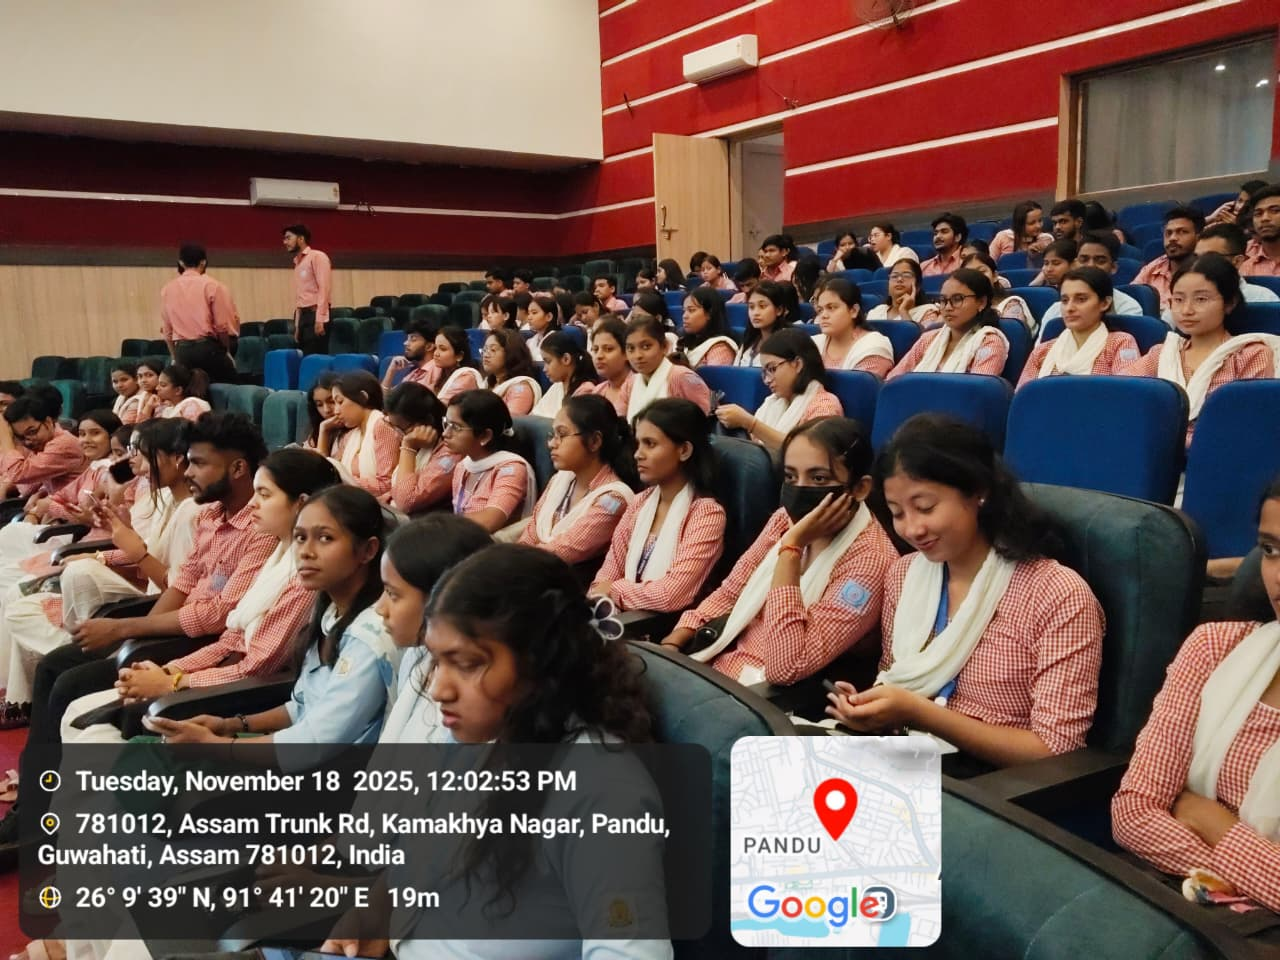 Tuesday, November 18 2025, 12:02:53 PM
781012, Assam Trunk Rd, Kamakhya Nagar, Pandu,
Guwahati, Assam 781012, India
26° 9' 39" N, 91° 41' 20" E 19m
PANDU
Google